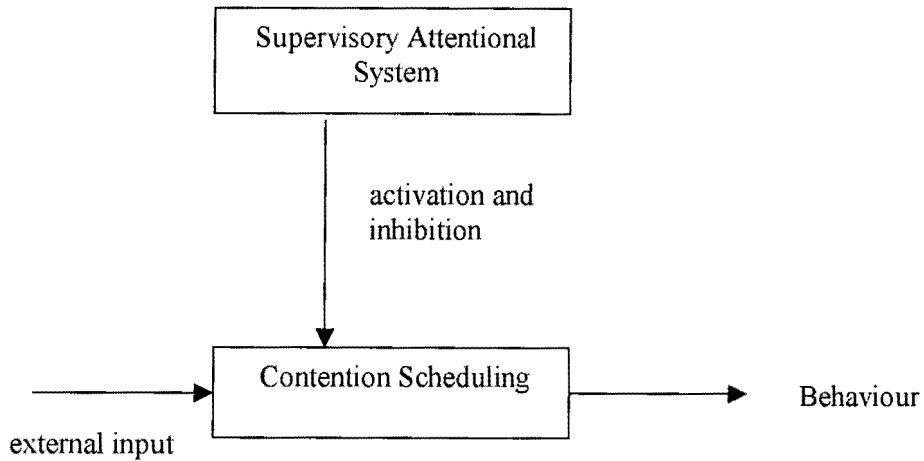 Supervisory Attentional
System
activation and
inhibition
Contention Scheduling
Behaviour
external input